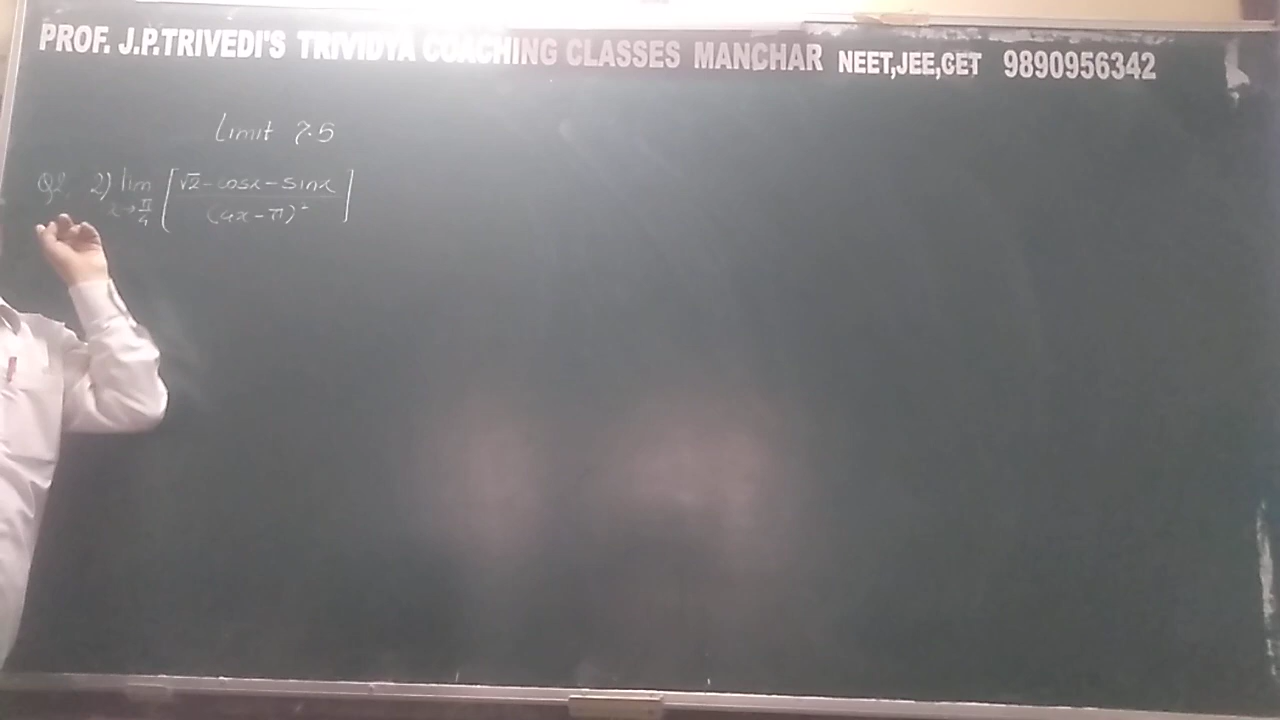 PROF. J.P.TRIVEDI'S TRIVIDYA COACHING CLASSES MANCHAR NEET,JEE,CET 9890956342
Limit 7.5
Q2. 2) lim x→π/4 [(√2-cosx-sinx)/(4x-π)²]